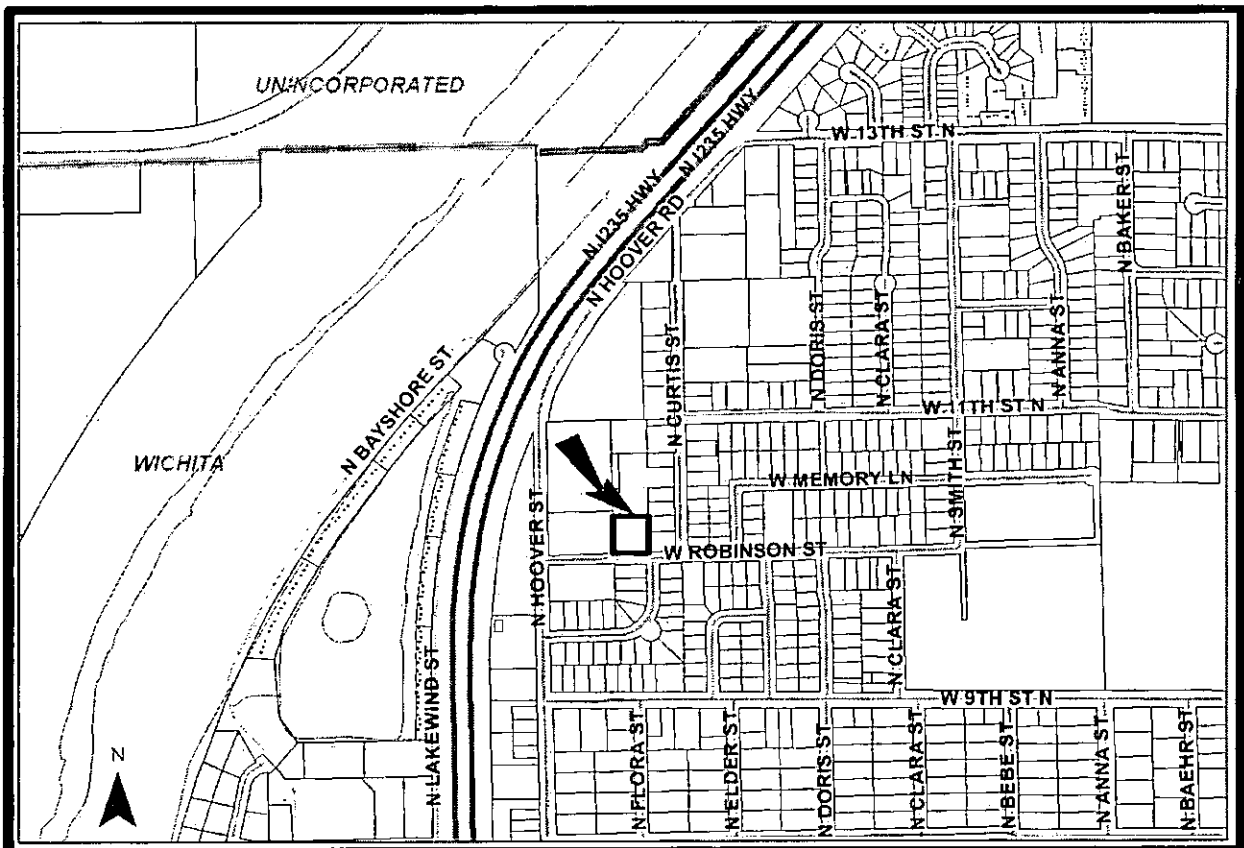 UNINCORPORATED
N I235 HWY
W 13TH ST N
N I235 HWY
N HOOVER RD
N BAKER ST
N CURTIS ST
N DORIS ST
N CLARA ST
N ANNA ST
N BAYSHORE ST
W 11TH ST N
WICHITA
W MEMORY LN
N SMITH ST
N HOOVER ST
W ROBINSON ST
N CLARA ST
N LAKEWIND ST
W 9TH ST N
N
N FLORA ST
N ELDER ST
N DORIS ST
N CLARA ST
N BEBE ST
N ANNA ST
N BAEHR ST